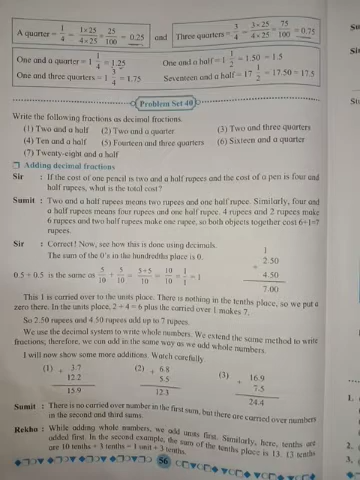 A quarter = 1/4 = 1×25/4×25 = 25/100 = 0.25 and Three quarters = 3/4 = 3×25/4×25 = 75/100 = 0.75
One and a quarter = 1 1/4 = 1.25 One and a half = 1 1/2 = 1.50 = 1.5
One and three quarters = 1 3/4 = 1.75 Seventeen and a half = 17 1/2 = 17.50 = 17.5
Problem Set 40
Write the following fractions as decimal fractions.
(1) Two and a half (2) Two and a quarter (3) Two and three quarters
(4) Ten and a half (5) Fourteen and three quarters (6) Sixteen and a quarter
(7) Twenty-eight and a half
Adding decimal fractions
Sir : If the cost of one pencil is two and a half rupees and the cost of a pen is four and
half rupees, what is the total cost?
Sumit : Two and a half rupees means two rupees and one half rupee. Similarly, four and
a half rupees means four rupees and one half rupee. 4 rupees and 2 rupees make
6 rupees and two half rupees make one rupee, so both objects together cost 6+1=7
rupees.
Sir : Correct! Now, see how this is done using decimals.
The sum of the 0's in the hundredths place is 0.
0.5 + 0.5 is the same as 5/10 + 5/10 = 5+5/10 = 10/10 = 1/1 = 1
1
2.50
+
4.50
7.00
This 1 is carried over to the units place. There is nothing in the tenths place, so we put a
zero there. In the units place, 2 + 4 = 6 plus the carried over 1 makes 7.
So 2.50 rupees and 4.50 rupees add up to 7 rupees.
We use the decimal system to write whole numbers. We extend the same method to write
fractions, therefore, we can add in the same way as we add whole numbers.
I will now show some more additions. Watch carefully.
(1) + 3.7 (2) + 6.8 (3) + 16.9
12.2 5.5 7.5
15.9 12.3 24.4
Sumit : There is no carried over number in the first sum, but there are carried over numbers
in the second and third sums.
Rekha : While adding whole numbers, we add units first. Similarly, here, tenths are
added first. In the second example, the sum of the tenths place is 13. 13 tenths
are 10 tenths + 3 tenths = 1 unit + 3 tenths.
56